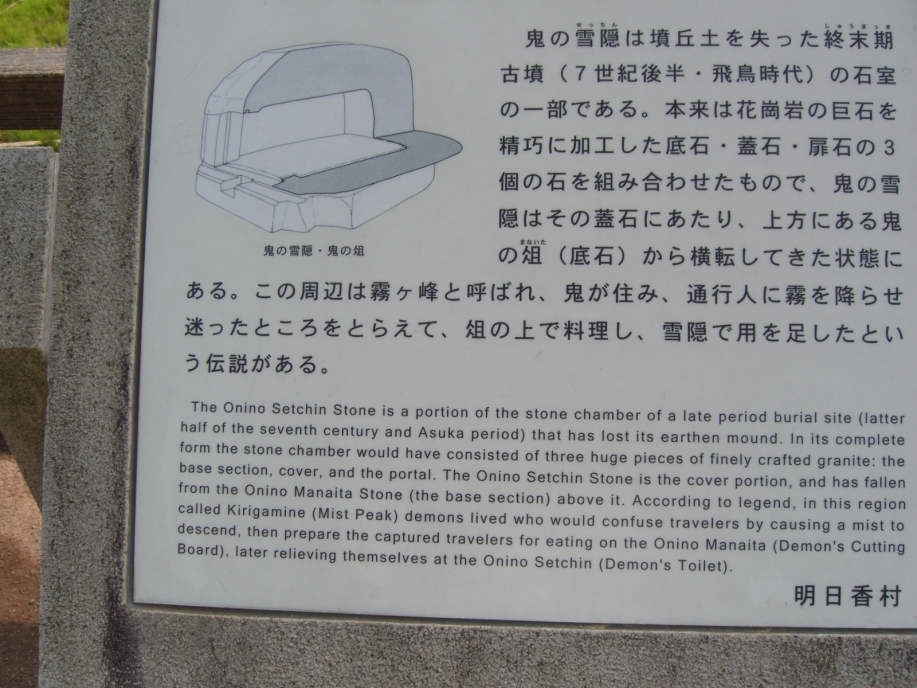 鬼の雪隠は墳丘土を失った終末期
古墳（7世紀後半・飛鳥時代）の石室
の一部である。本来は花崗岩の巨石を
精巧に加工した底石・蓋石・扉石の3
個の石を組み合わせたもので、鬼の雪
隠はその蓋石にあたり、上方にある鬼
の俎（底石）から横転してきた状態に
ある。この周辺は霧ヶ峰と呼ばれ、鬼が住み、通行人に霧を降らせ
迷ったところをとらえて、俎の上で料理し、雪隠で用を足したとい
う伝説がある。
せっちん
しゅうまっき
まないた
鬼の雪隠・鬼の俎
The Onino Setchin Stone is a portion of the stone chamber of a late period burial site (latter
half of the seventh century and Asuka period) that has lost its earthen mound. In its complete
form the stone chamber would have consisted of three huge pieces of finely crafted granite: the
base section, cover, and the portal. The Onino Setchin Stone is the cover portion, and has fallen
from the Onino Manaita Stone (the base section) above it. According to legend, in this region
called Kirigamine (Mist Peak) demons lived who would confuse travelers by causing a mist to
descend, then prepare the captured travelers for eating on the Onino Manaita (Demon's Cutting
Board), later relieving themselves at the Onino Setchin (Demon's Toilet).
明日香村